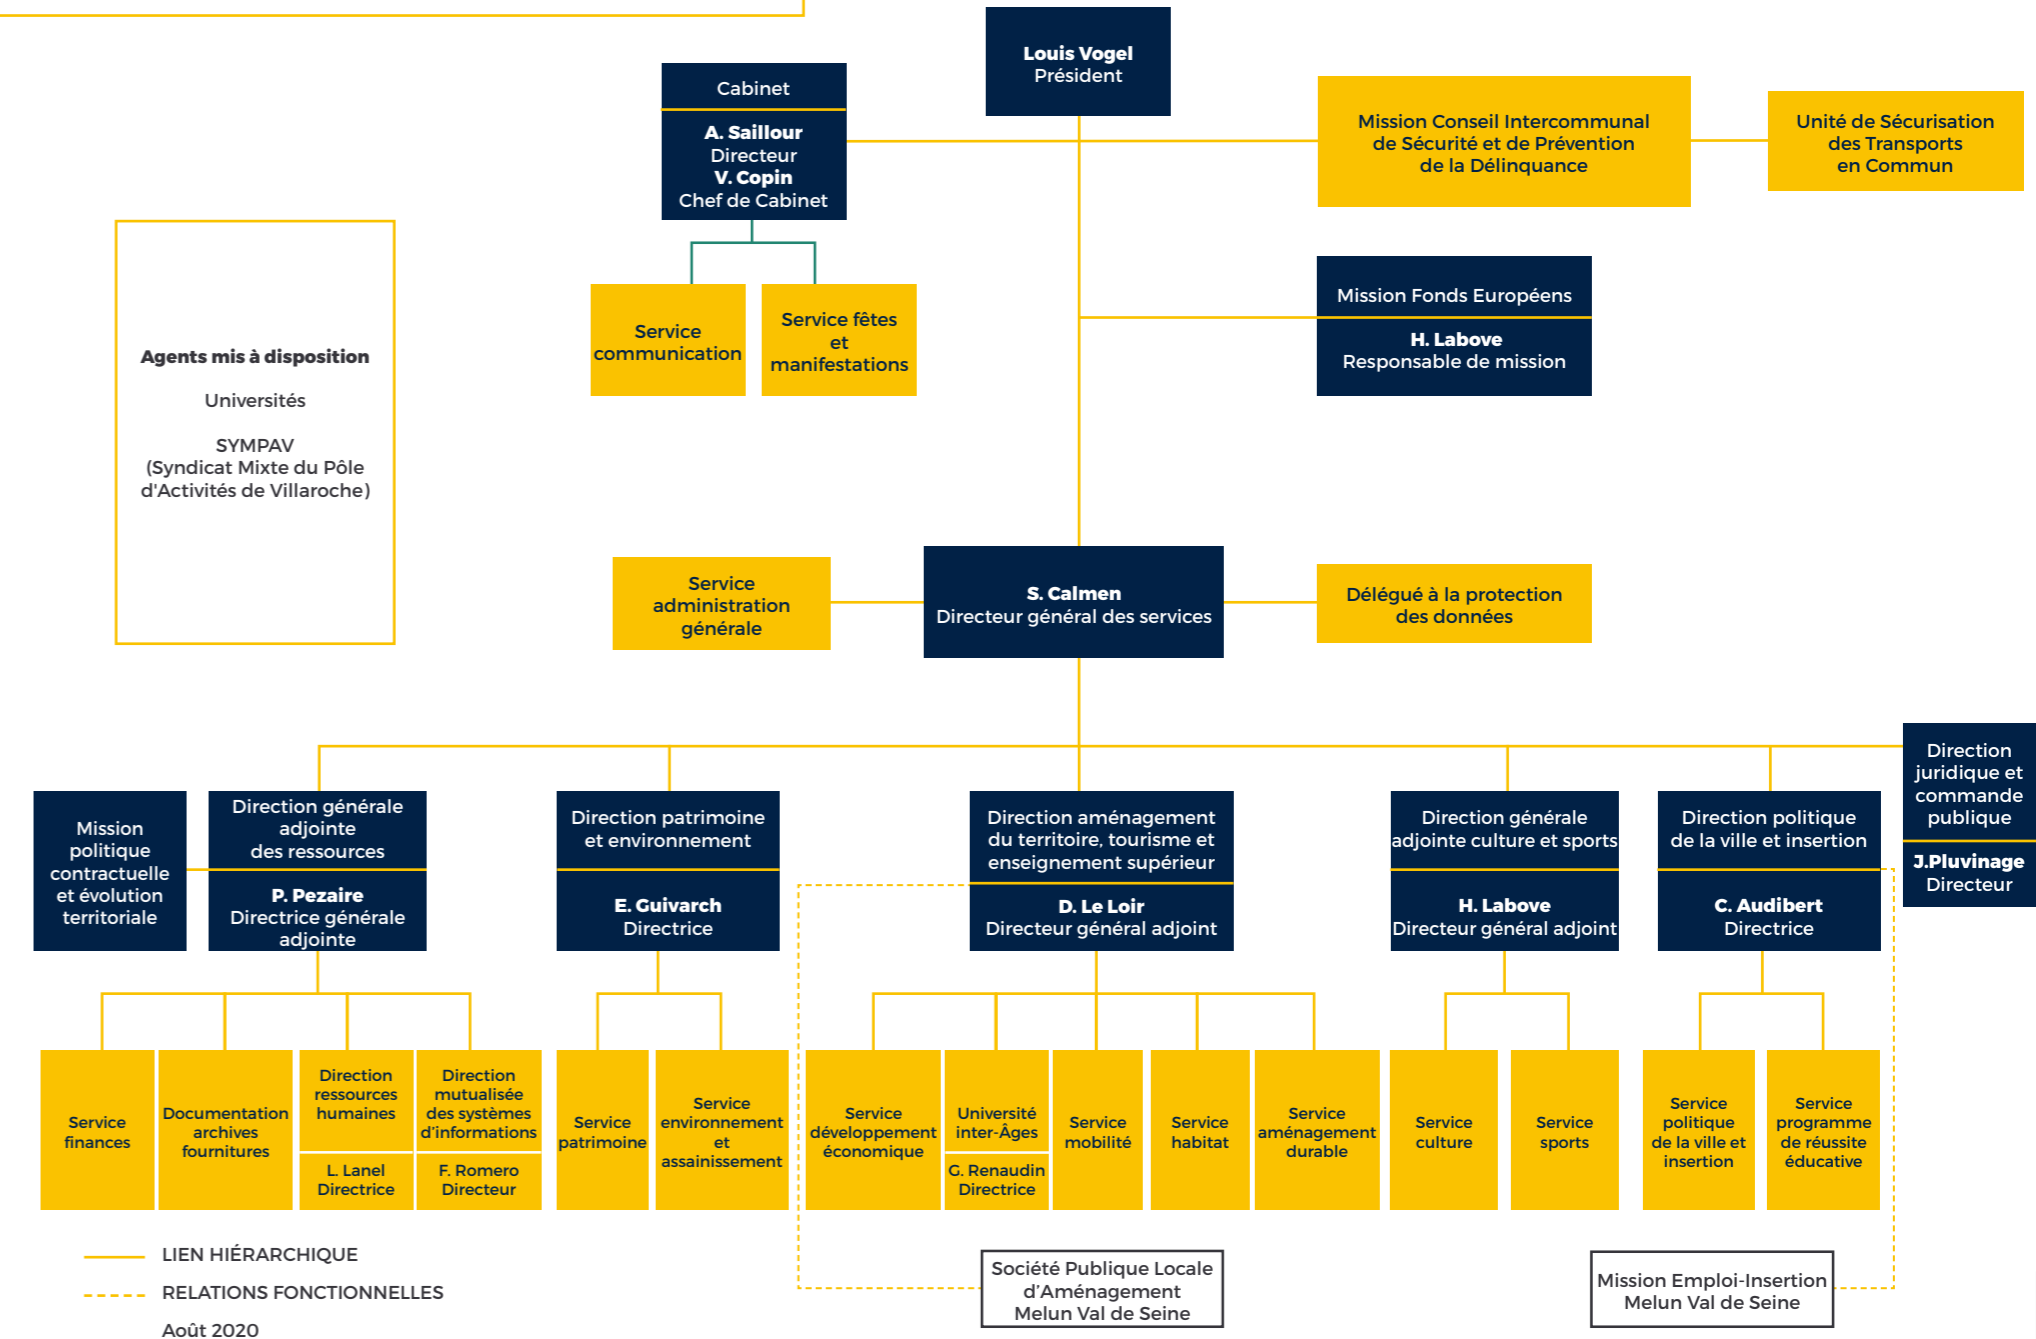 Louis Vogel
Président
Cabinet
A. Saillour
Directeur
V. Copin
Chef de Cabinet
Mission Conseil Intercommunal
de Sécurité et de Prévention
de la Délinquance
Unité de Sécurisation
des Transports
en Commun
Service
communication
Service fêtes
et
manifestations
Mission Fonds Européens
H. Labove
Responsable de mission
Agents mis à disposition
Universités
SYMPAV
(Syndicat Mixte du Pôle
d'Activités de Villaroche)
Service
administration
générale
S. Calmen
Directeur général des services
Délégué à la protection
des données
Direction
juridique et
commande
publique
J.Pluvinage
Directeur
Mission
politique
contractuelle
et évolution
territoriale
Direction générale
adjointe
des ressources
P. Pezaire
Directrice générale
adjointe
Direction patrimoine
et environnement
E. Guivarch
Directrice
Direction aménagement
du territoire, tourisme et
enseignement supérieur
D. Le Loir
Directeur général adjoint
Direction générale
adjointe culture et sports
H. Labove
Directeur général adjoint
Direction politique
de la ville et insertion
C. Audibert
Directrice
Service
finances
Documentation
archives
fournitures
Direction
ressources
humaines
L. Lanel
Directrice
Direction
mutualisée
des systèmes
d'informations
F. Romero
Directeur
Service
patrimoine
Service
environnement
et
assainissement
Service
développement
économique
Université
inter-Âges
G. Renaudin
Directrice
Service
mobilité
Service
habitat
Service
aménagement
durable
Service
culture
Service
sports
Service
politique
de la ville et
insertion
Service
programme
de réussite
éducative
LIEN HIÉRARCHIQUE
RELATIONS FONCTIONNELLES
Août 2020
Société Publique Locale
d'Aménagement
Melun Val de Seine
Mission Emploi-Insertion
Melun Val de Seine